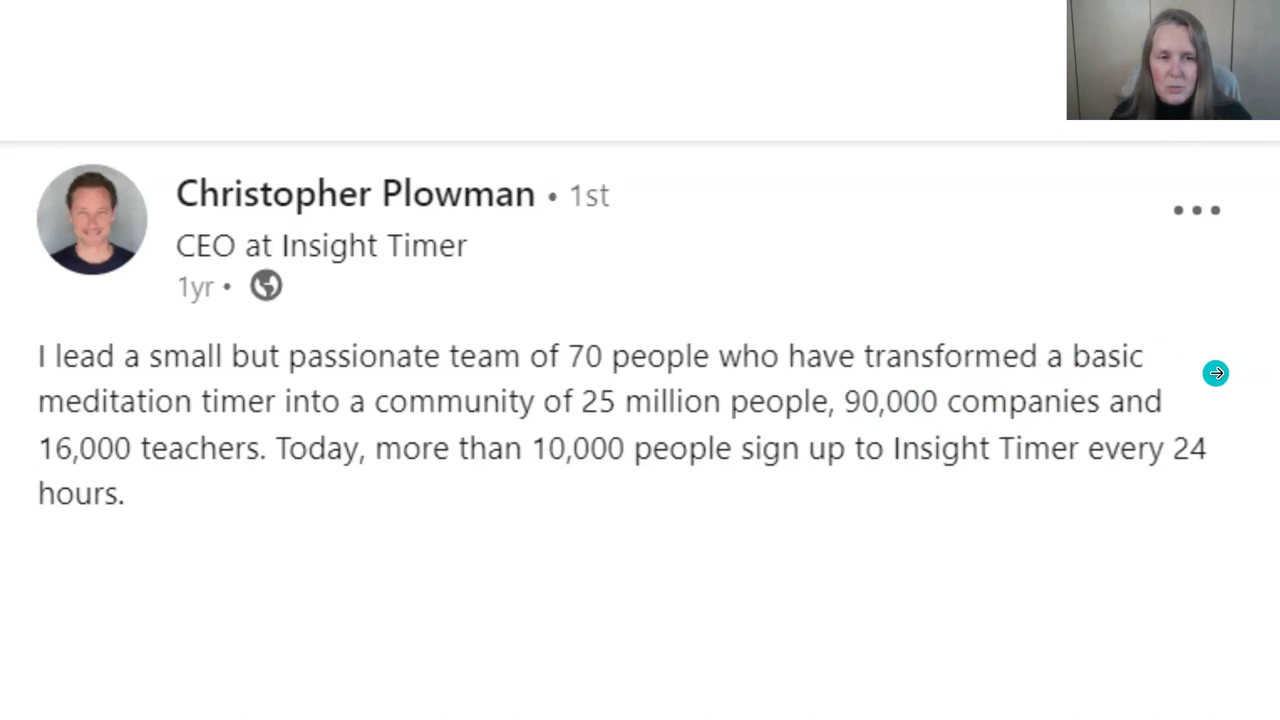 Christopher Plowman • 1st
CEO at Insight Timer
1yr •
I lead a small but passionate team of 70 people who have transformed a basic
meditation timer into a community of 25 million people, 90,000 companies and
16,000 teachers. Today, more than 10,000 people sign up to Insight Timer every 24
hours.